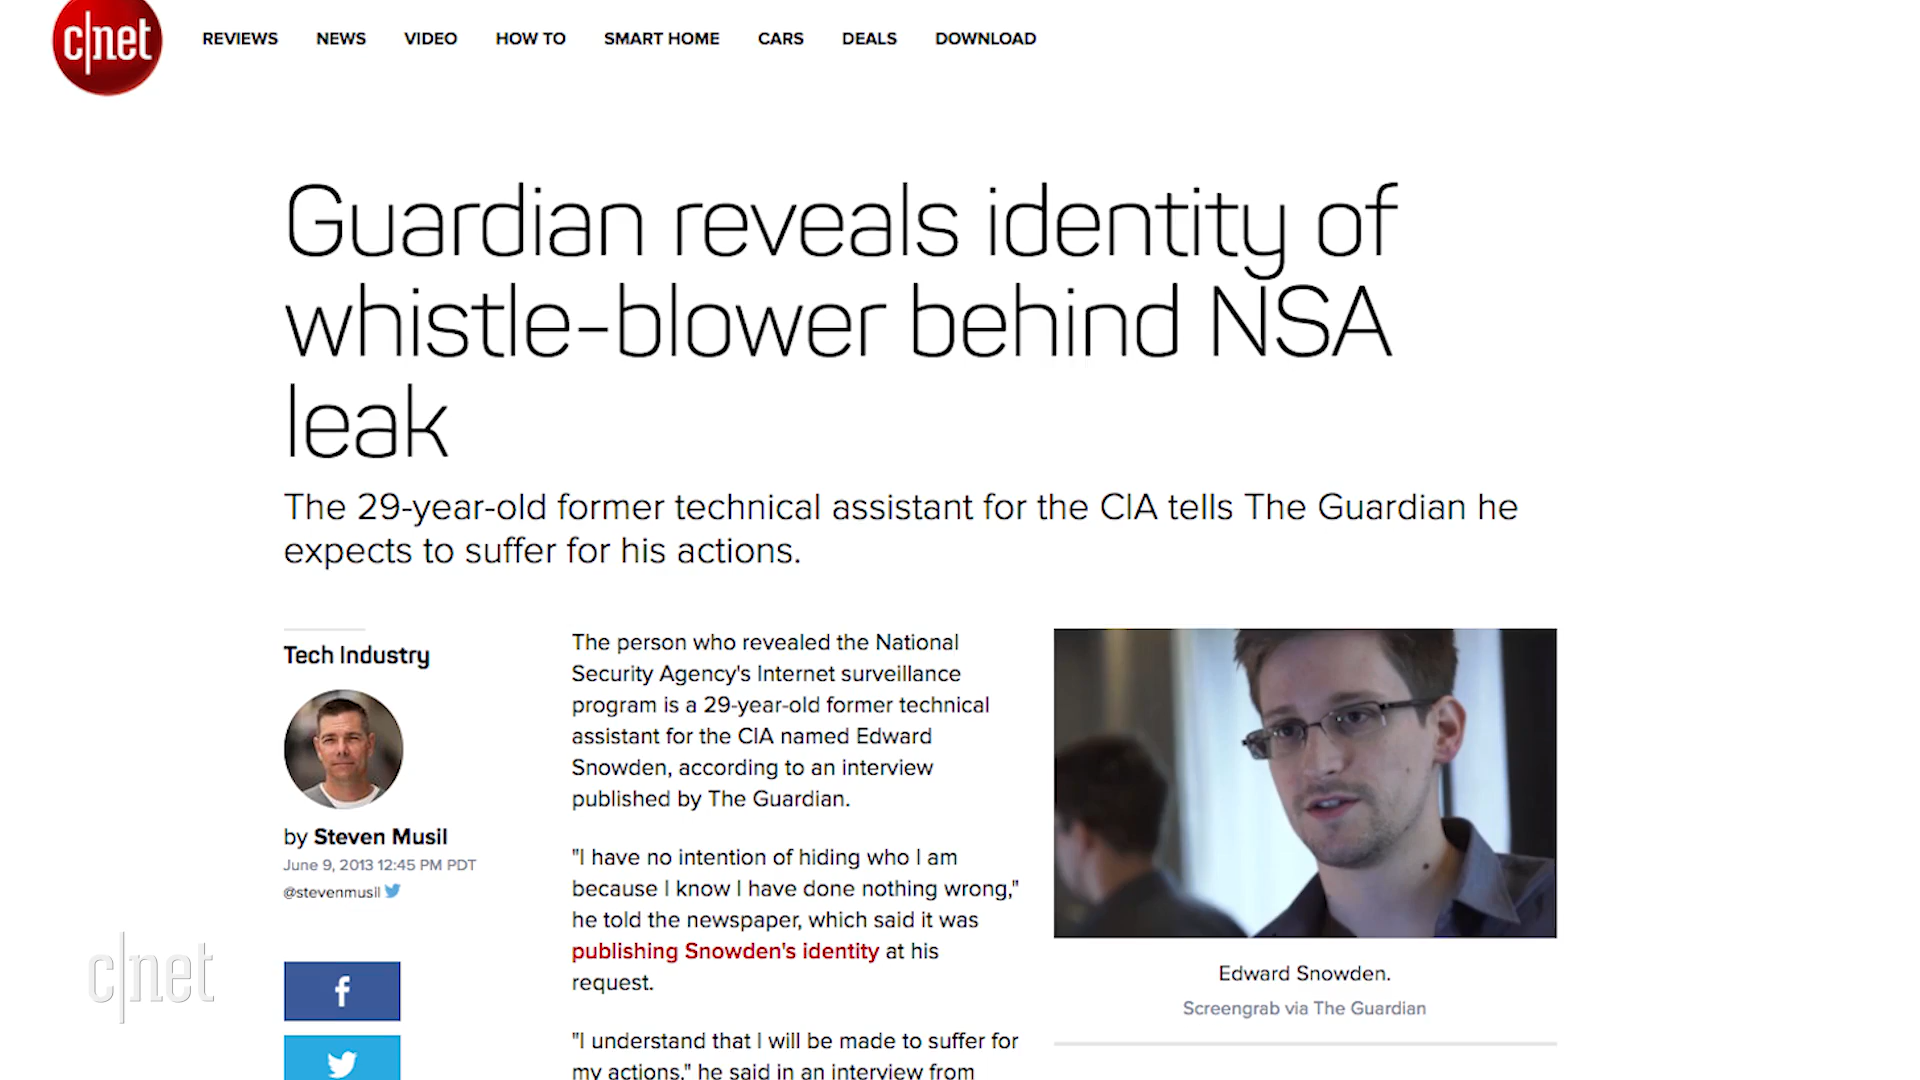 c|net
REVIEWS NEWS VIDEO HOW TO SMART HOME CARS DEALS DOWNLOAD
Guardian reveals identity of
whistle-blower behind NSA
leak
The 29-year-old former technical assistant for the CIA tells The Guardian he
expects to suffer for his actions.
Tech Industry
by Steven Musil
June 9, 2013 12:45 PM PDT
@stevenmusil
f
The person who revealed the National
Security Agency's Internet surveillance
program is a 29-year-old former technical
assistant for the CIA named Edward
Snowden, according to an interview
published by The Guardian.
"I have no intention of hiding who I am
because I know I have done nothing wrong,"
he told the newspaper, which said it was
publishing Snowden's identity at his
request.
"I understand that I will be made to suffer for
my actions," he said in an interview from
Edward Snowden.
Screengrab via The Guardian
c|net